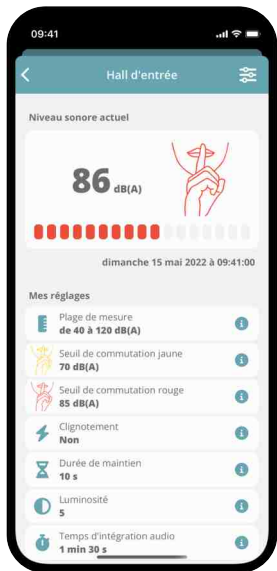 09:41
Hall d'entrée
Niveau sonore actuel
86 dB(A)
dimanche 15 mai 2022 à 09:41:00
Mes réglages
Plage de mesure
de 40 à 120 dB(A)
Seuil de commutation jaune
70 dB(A)
Seuil de commutation rouge
85 dB(A)
Clignotement
Non
Durée de maintien
10 s
Luminosité
5
Temps d'intégration audio
1 min 30 s